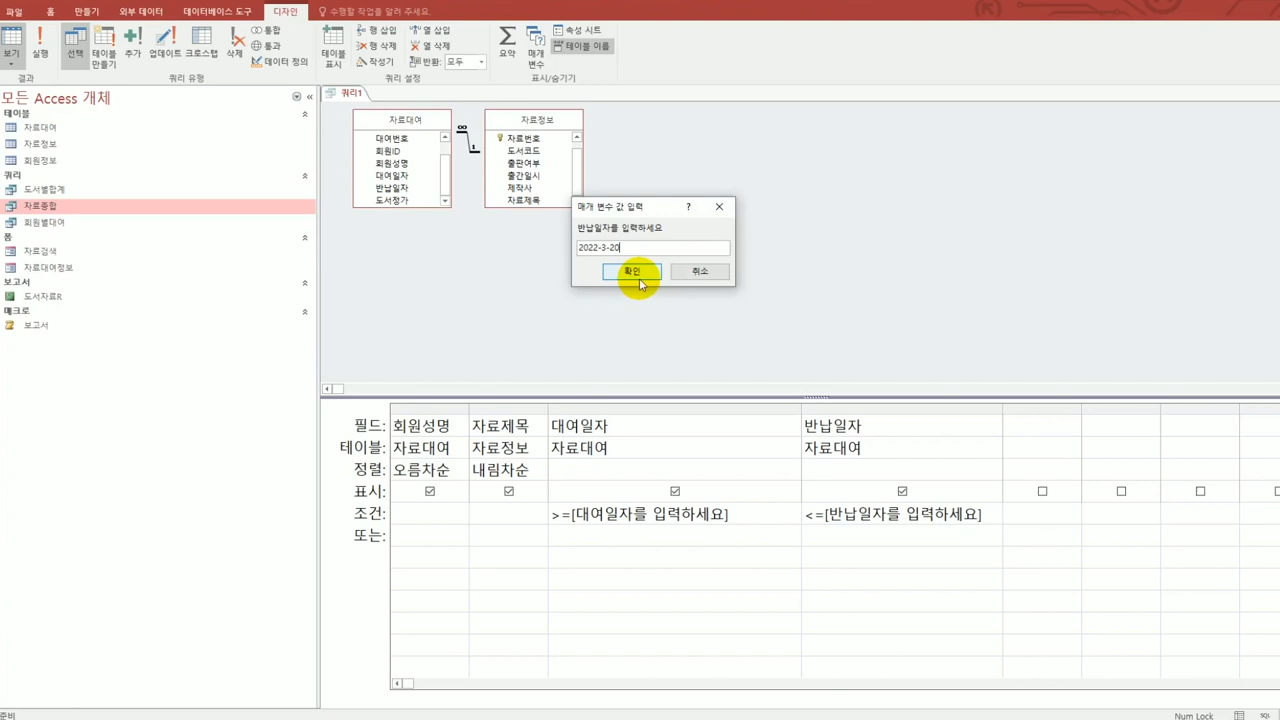 파일 홈 만들기 외부 데이터 데이터베이스 도구 디자인 수행할 작업을 알려 주세요.
보기 실행 선택 테이블 만들기 추가 업데이트 크로스탭 삭제 통합 통과 데이터 정의 테이블 표시 행 삽입 행 삭제 작성기 열 삽입 열 삭제 반환: 모두 요약 매개 변수 속성 시트 테이블 이름
결과 쿼리 유형 쿼리 설정 표시/숨기기
모든 Access 개체
테이블
자료대여
자료정보
회원정보
쿼리
도서별합계
자료종합
회원별대여
폼
자료검색
자료대여정보
보고서
도서자료R
매크로
보고서
쿼리1
자료대여
대여번호
회원ID
회원성명
대여일자
반납일자
도서정가
∞
1
자료정보
자료번호
도서코드
출판여부
출간일시
제작사
자료제목
매개 변수 값 입력 ?
반납일자를 입력하세요
2022-3-20
확인 취소
필드: 회원성명 자료제목 대여일자 반납일자
테이블: 자료대여 자료정보 자료대여 자료대여
정렬: 오름차순 내림차순
표시:
조건: >=[대여일자를 입력하세요] <=[반납일자를 입력하세요]
또는:
준비 Num Lock SQL